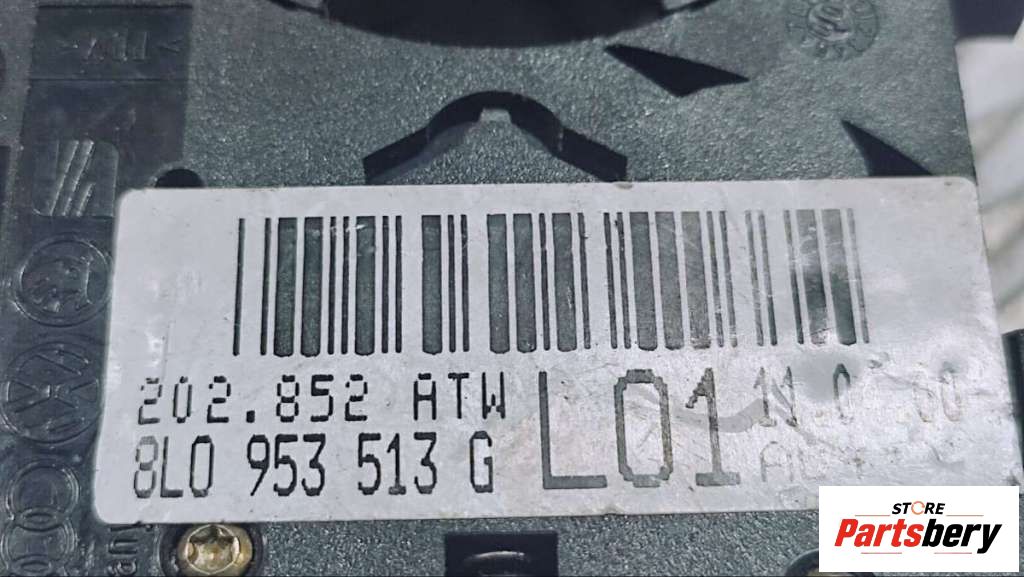 202.852 ATW
8L0 953 513 G
L01
STORE
Partsbery